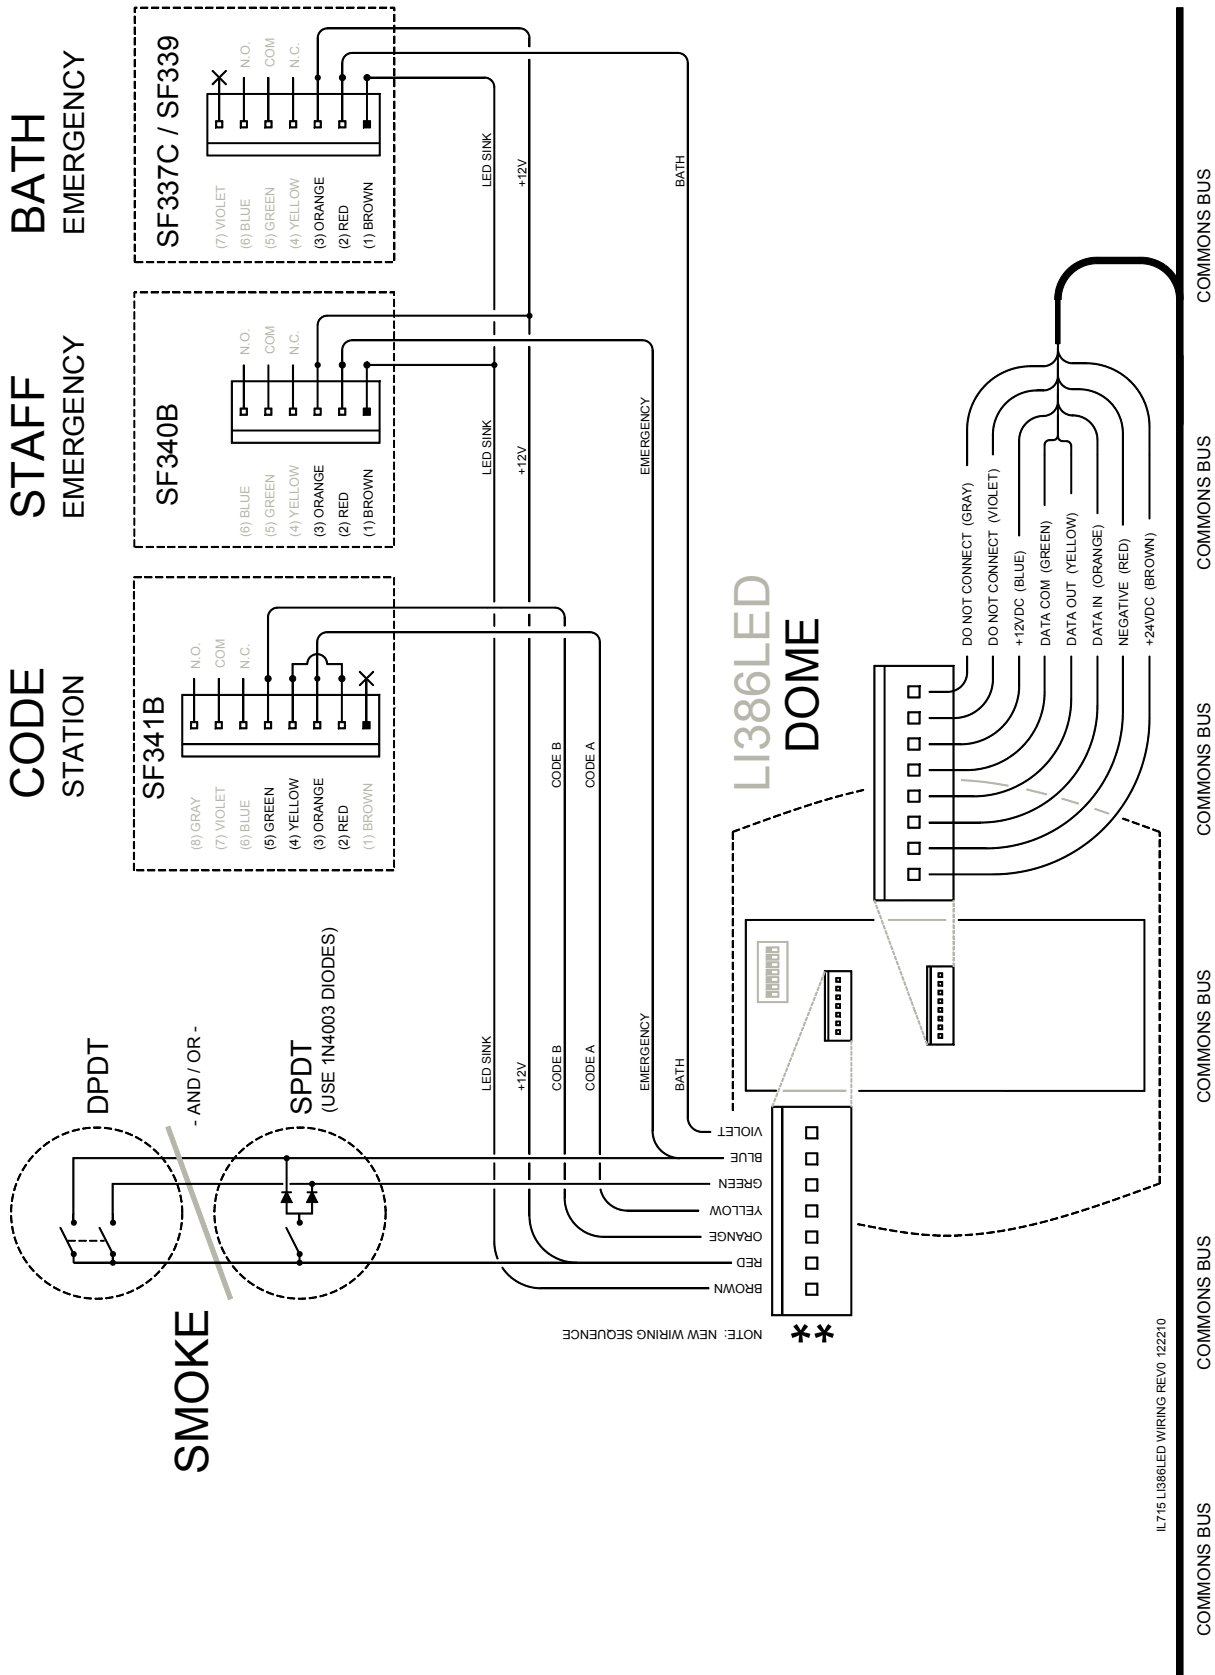 SMOKE
DPDT
- AND / OR -
SPDT
(USE 1N4003 DIODES)
CODE
STATION
SF341B
(8) GRAY
(7) VIOLET
(6) BLUE
(5) GREEN
(4) YELLOW
(3) ORANGE
(2) RED
(1) BROWN
N.O.
COM
N.C.
STAFF
EMERGENCY
SF340B
(6) BLUE
(5) GREEN
(4) YELLOW
(3) ORANGE
(2) RED
(1) BROWN
N.O.
COM
N.C.
BATH
EMERGENCY
SF337C / SF339
(7) VIOLET
(6) BLUE
(5) GREEN
(4) YELLOW
(3) ORANGE
(2) RED
(1) BROWN
N.O.
COM
N.C.
LED SINK
+12V
CODE B
CODE A
EMERGENCY
BATH
CODE B
CODE A
LED SINK
+12V
EMERGENCY
LED SINK
+12V
BATH
NOTE: NEW WIRING SEQUENCE
**
BROWN
RED
ORANGE
YELLOW
GREEN
BLUE
VIOLET
LI386LED
DOME
DO NOT CONNECT (GRAY)
DO NOT CONNECT (VIOLET)
+12VDC (BLUE)
DATA COM (GREEN)
DATA OUT (YELLOW)
DATA IN (ORANGE)
NEGATIVE (RED)
+24VDC (BROWN)
IL715 LI386LED WIRING REV0 122210
COMMONS BUS
COMMONS BUS
COMMONS BUS
COMMONS BUS
COMMONS BUS
COMMONS BUS